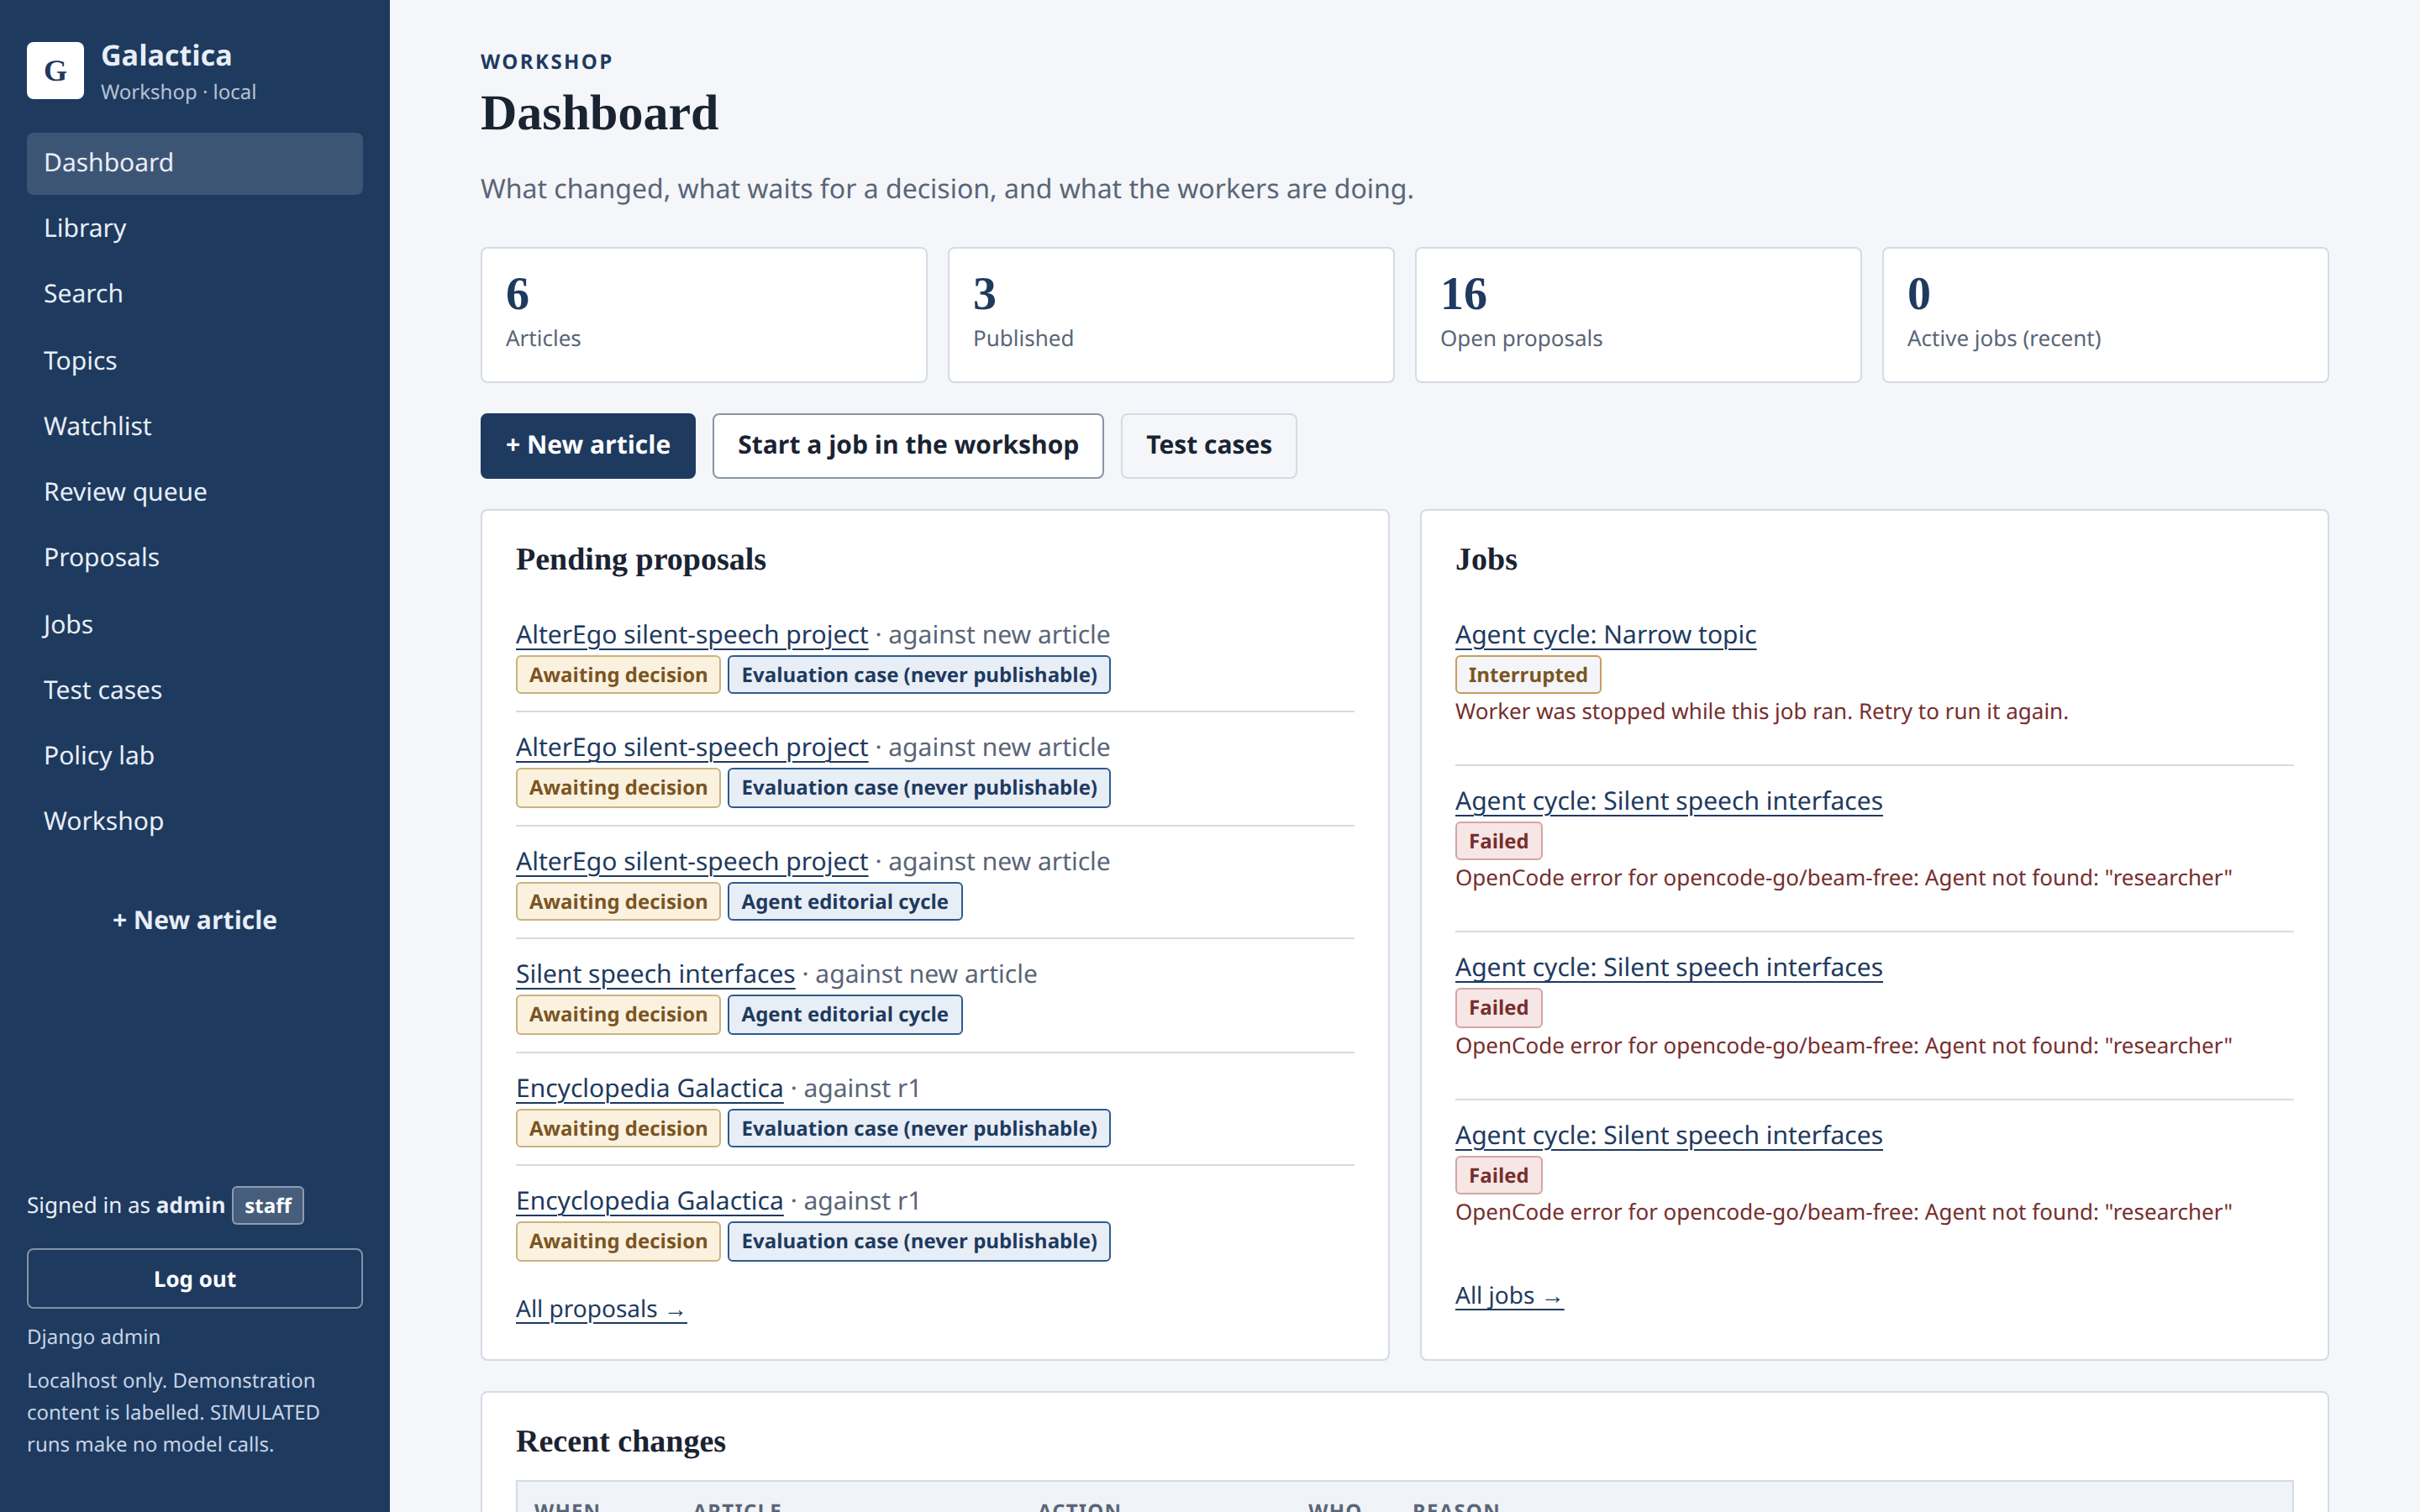 G
Galactica
Workshop · local
Dashboard
Library
Search
Topics
Watchlist
Review queue
Proposals
Jobs
Test cases
Policy lab
Workshop
+ New article
Signed in as admin staff
Log out
Django admin
Localhost only. Demonstration
content is labelled. SIMULATED
runs make no model calls.
WORKSHOP
Dashboard
What changed, what waits for a decision, and what the workers are doing.
6
Articles
3
Published
16
Open proposals
0
Active jobs (recent)
+ New article
Start a job in the workshop
Test cases
Pending proposals
AlterEgo silent-speech project · against new article
Awaiting decision Evaluation case (never publishable)
AlterEgo silent-speech project · against new article
Awaiting decision Evaluation case (never publishable)
AlterEgo silent-speech project · against new article
Awaiting decision Agent editorial cycle
Silent speech interfaces · against new article
Awaiting decision Agent editorial cycle
Encyclopedia Galactica · against r1
Awaiting decision Evaluation case (never publishable)
Encyclopedia Galactica · against r1
Awaiting decision Evaluation case (never publishable)
All proposals →
Jobs
Agent cycle: Narrow topic
Interrupted
Worker was stopped while this job ran. Retry to run it again.
Agent cycle: Silent speech interfaces
Failed
OpenCode error for opencode-go/beam-free: Agent not found: "researcher"
Agent cycle: Silent speech interfaces
Failed
OpenCode error for opencode-go/beam-free: Agent not found: "researcher"
Agent cycle: Silent speech interfaces
Failed
OpenCode error for opencode-go/beam-free: Agent not found: "researcher"
All jobs →
Recent changes
WHEN ARTICLE ACTION WHO REASON